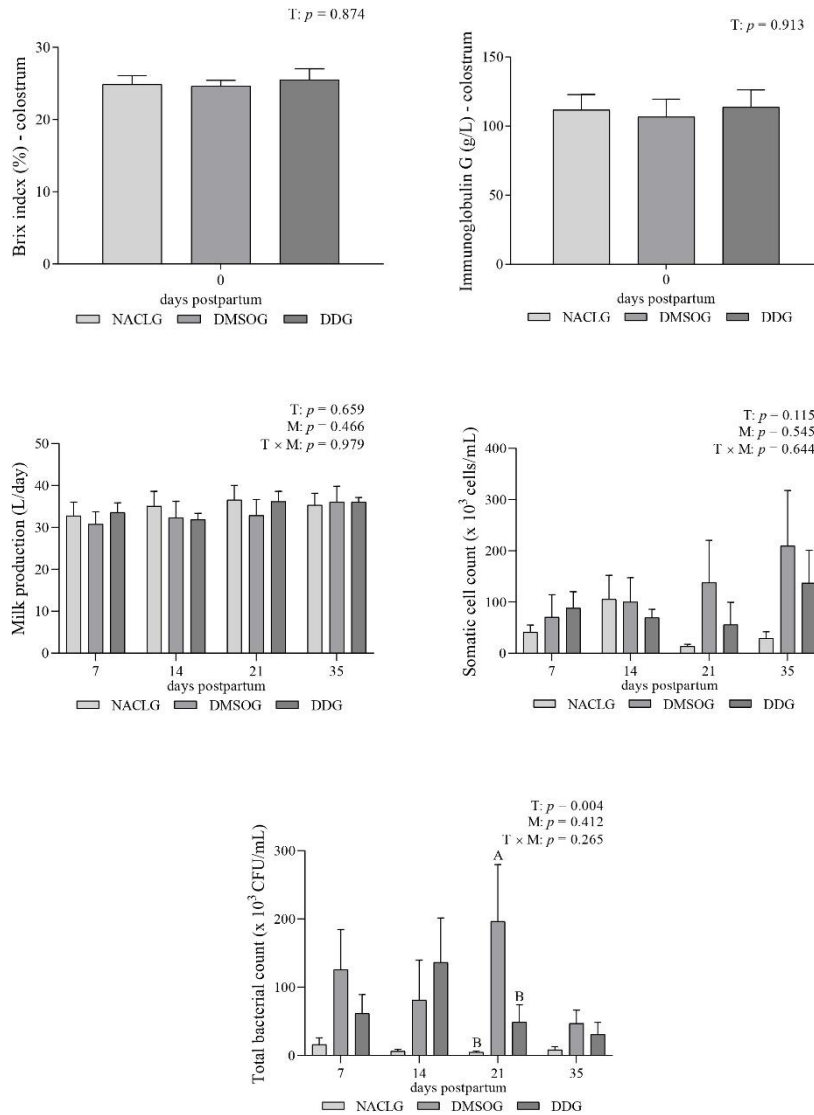 T: p = 0.874
Brix index (%) - colostrum
30
20
10
0
0
days postpartum
NACLG DMSOG DDG
T: p = 0.913
Immunoglobulin G (g/L) - colostrum
150
100
50
0
0
days postpartum
NACLG DMSOG DDG
T: p = 0.659
M: p = 0.466
T × M: p = 0.979
Milk production (L/day)
50
40
30
20
10
0
7 14 21 35
days postpartum
NACLG DMSOG DDG
T: p = 0.115
M: p = 0.545
T × M: p = 0.644
Somatic cell count (x 10³ cells/mL)
400
300
200
100
0
7 14 21 35
days postpartum
NACLG DMSOG DDG
T: p = 0.004
M: p = 0.412
T × M: p = 0.265
Total bacterial count (x 10³ CFU/mL)
300
200
100
0
A
B
B
7 14 21 35
days postpartum
NACLG DMSOG DDG